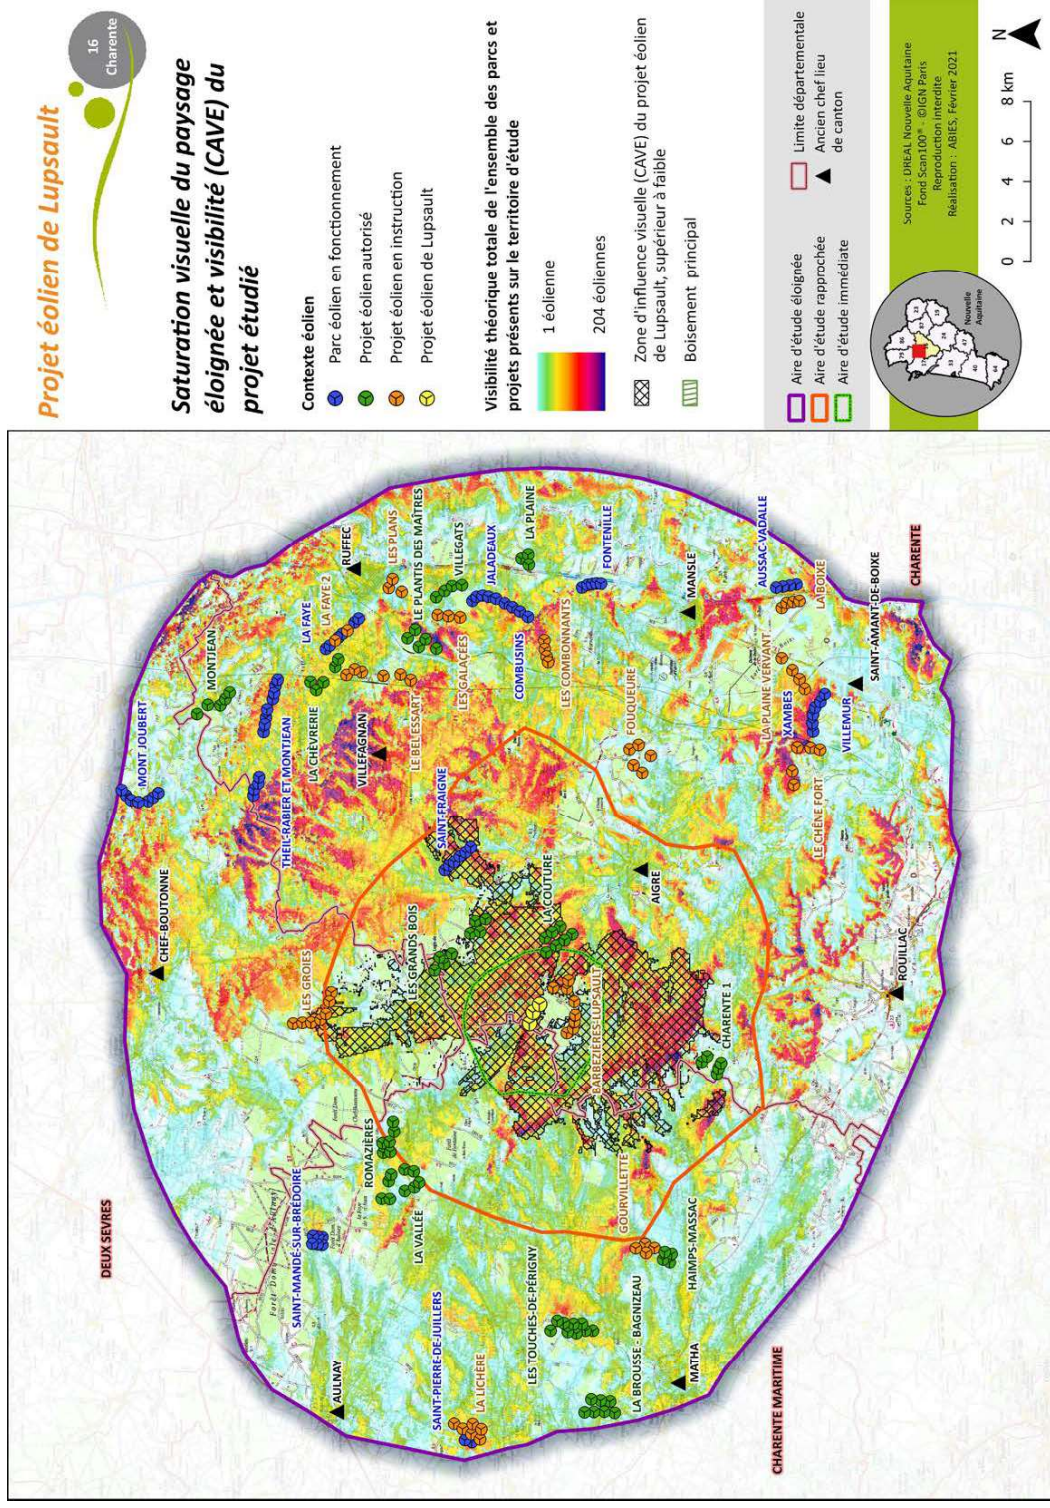 Projet éolien de Lupsault
16
Charente
Saturation visuelle du paysage
éloignée et visibilité (CAVE) du
projet étudié
Contexte éolien
Parc éolien en fonctionnement
Projet éolien autorisé
Projet éolien en instruction
Projet éolien de Lupsault
Visibilité théorique totale de l'ensemble des parcs et
projets présents sur le territoire d'étude
1 éolienne
204 éoliennes
Zone d'influence visuelle (CAVE) du projet éolien
de Lupsault, supérieur à faible
Boisement principal
Aire d'étude éloignée
Aire d'étude rapprochée
Aire d'étude immédiate
Limite départementale
Ancien chef lieu
de canton
Nouvelle
Aquitaine
Sources : DREAL Nouvelle Aquitaine
Fond Scan100® - ©IGN Paris
Reproduction interdite
Réalisation : ABIES, Février 2021
0 2 4 6 8 km
N
DEUX SEVRES
CHARENTE MARITIME
CHARENTE
MONT JOUBERT
CHEF-BOUTONNE
MONTJEAN
THEIL-RABIER ET MONTJEAN
LA CHÈVRERIE
VILLEFAGNAN
LA FAYE
LA FAYE 2
RUFFEC
LES PLANS
LE PLANTIS DES MAÎTRES
VILLEGATS
LE BEL ESSART
LES GALACÉES
JALADEAUX
LA PLAINE
COMBUSINS
LES COMBONNANTS
FONTENILLE
SAINT-FRAIGNE
LES GROIES
LES GRANDS BOIS
LA COUTURE
BARBEZIERES-LUPSAULT
FOUQUEURE
MANSLE
AIGRE
AUSSAC-VADALLE
LA BOIXE
LA PLAINE VERVANT
XAMBES
VILLEMUR
SAINT-AMANT-DE-BOIXE
LE CHÊNE FORT
ROUILLAC
CHARENTE 1
ROMAZIÈRES
LA VALLÉE
SAINT-MANDÉ-SUR-BRÉDOIRE
AULNAY
SAINT-PIERRE-DE-JUILLERS
LA LICHÈRE
LES TOUCHES-DE-PÉRIGNY
LA BROUSSE - BAGNIZEAU
MATHA
GOURVILLETTE
HAIMPS-MASSAC